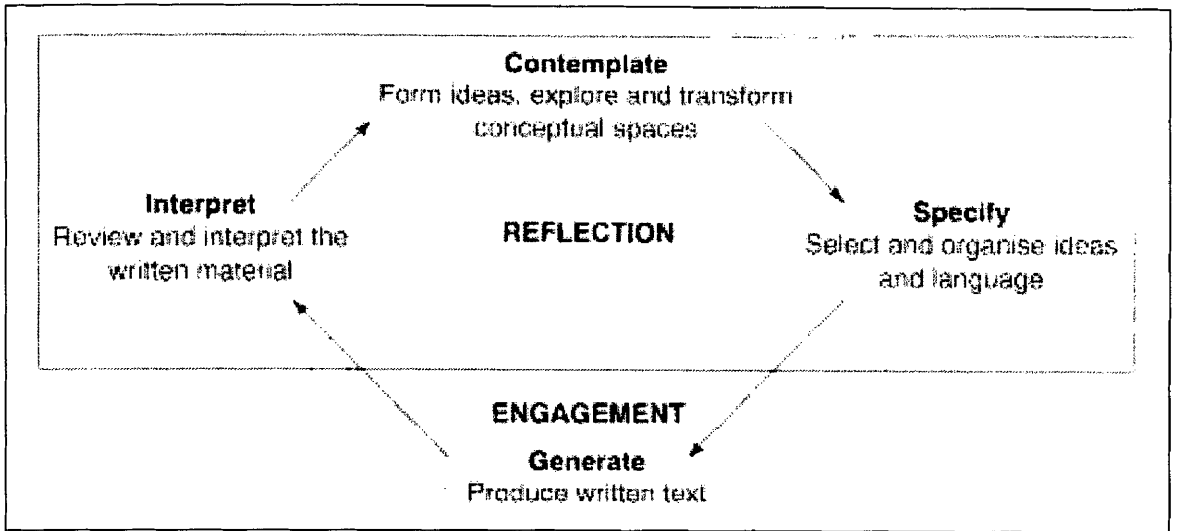 Contemplate
Form ideas, explore and transform
conceptual spaces
Interpret
Review and interpret the
written material
REFLECTION
Specify
Select and organise ideas
and language
ENGAGEMENT
Generate
Produce written text